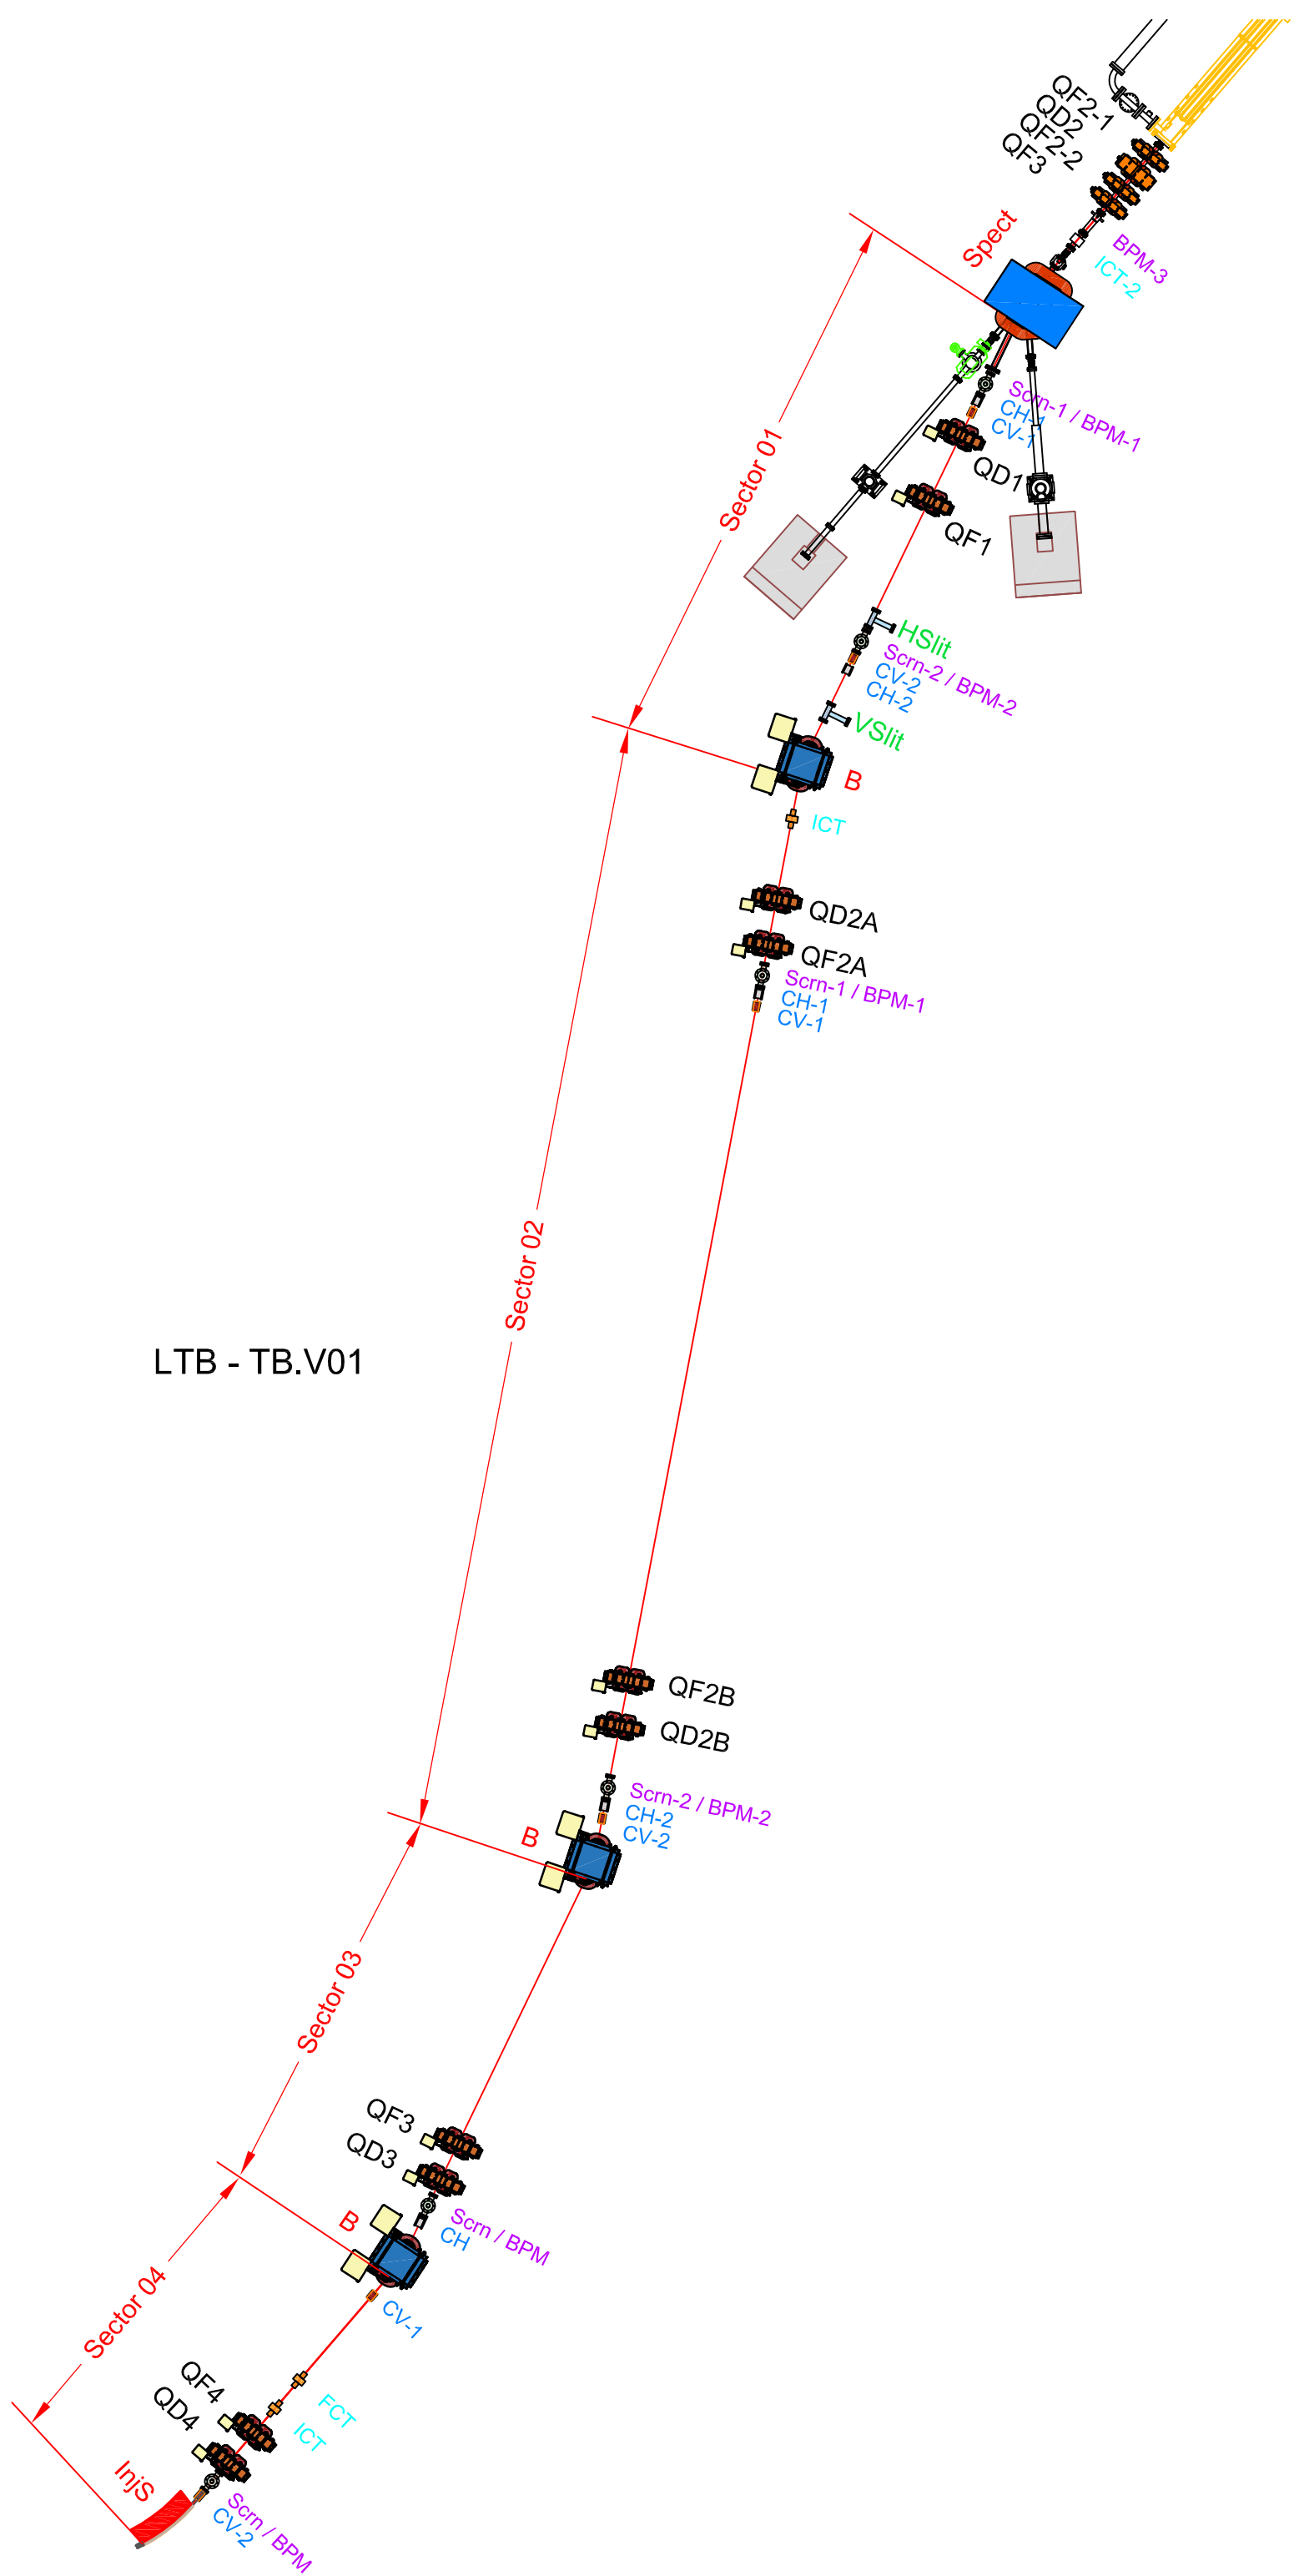 QF2-1
QD2
QF2-2
QF3
BPM-3
ICT-2
Spect
Scrn-1 / BPM-1
CH-1
CV-1
QD1
QF1
Sector 01
HSlit
Scrn-2 / BPM-2
CV-2
CH-2
VSlit
B
ICT
QD2A
QF2A
Scrn-1 / BPM-1
CH-1
CV-1
Sector 02
LTB - TB.V01
QF2B
QD2B
Scrn-2 / BPM-2
CH-2
CV-2
B
Sector 03
QF3
QD3
Scrn / BPM
CH
B
CV-1
Sector 04
FCT
ICT
QF4
QD4
InjS
Scrn / BPM
CV-2